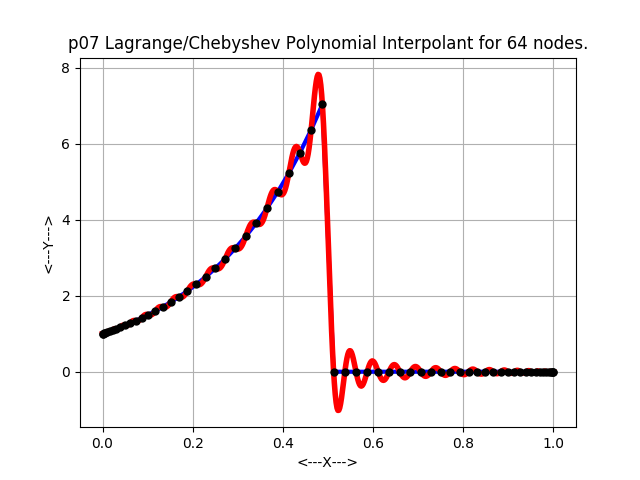 p07 Lagrange/Chebyshev Polynomial Interpolant for 64 nodes.
8
6
4
2
0
<---Y--->
0.0 0.2 0.4 0.6 0.8 1.0
<---X--->